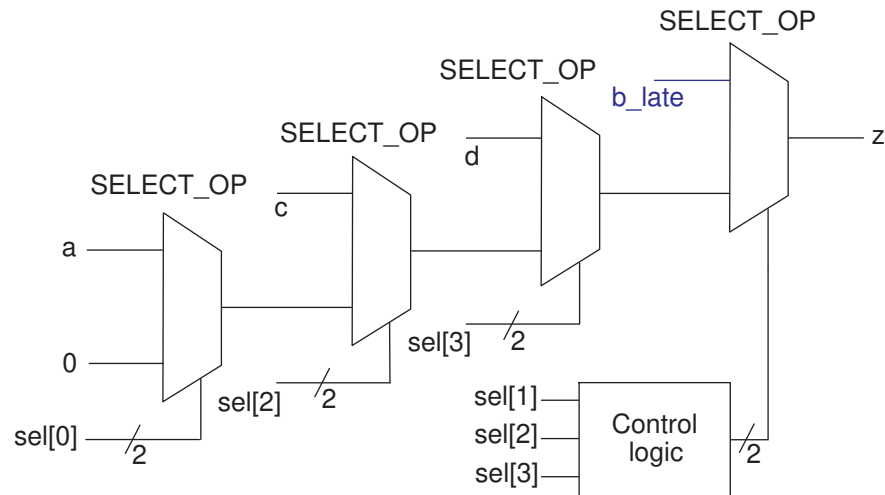 SELECT_OP
SELECT_OP
b_late
z
SELECT_OP
d
SELECT_OP
c
a
0
sel[3]
2
sel[2]
2
sel[0]
2
sel[1]
sel[2]
sel[3]
Control
logic
2